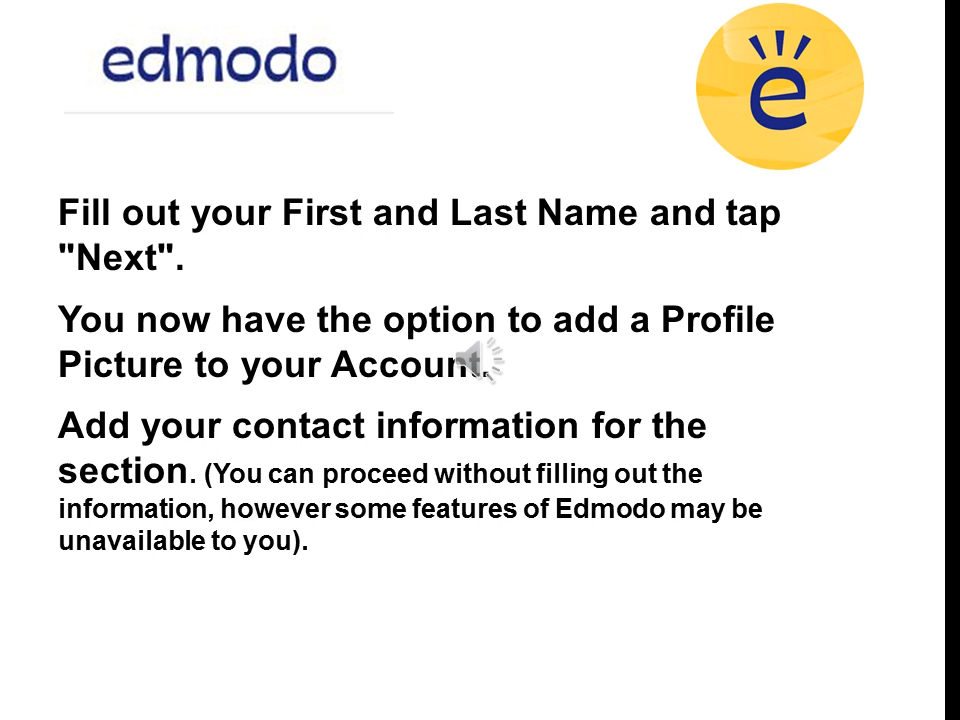 edmodo
e
Fill out your First and Last Name and tap
"Next".
You now have the option to add a Profile
Picture to your Account.
Add your contact information for the
section. (You can proceed without filling out the
information, however some features of Edmodo may be
unavailable to you).